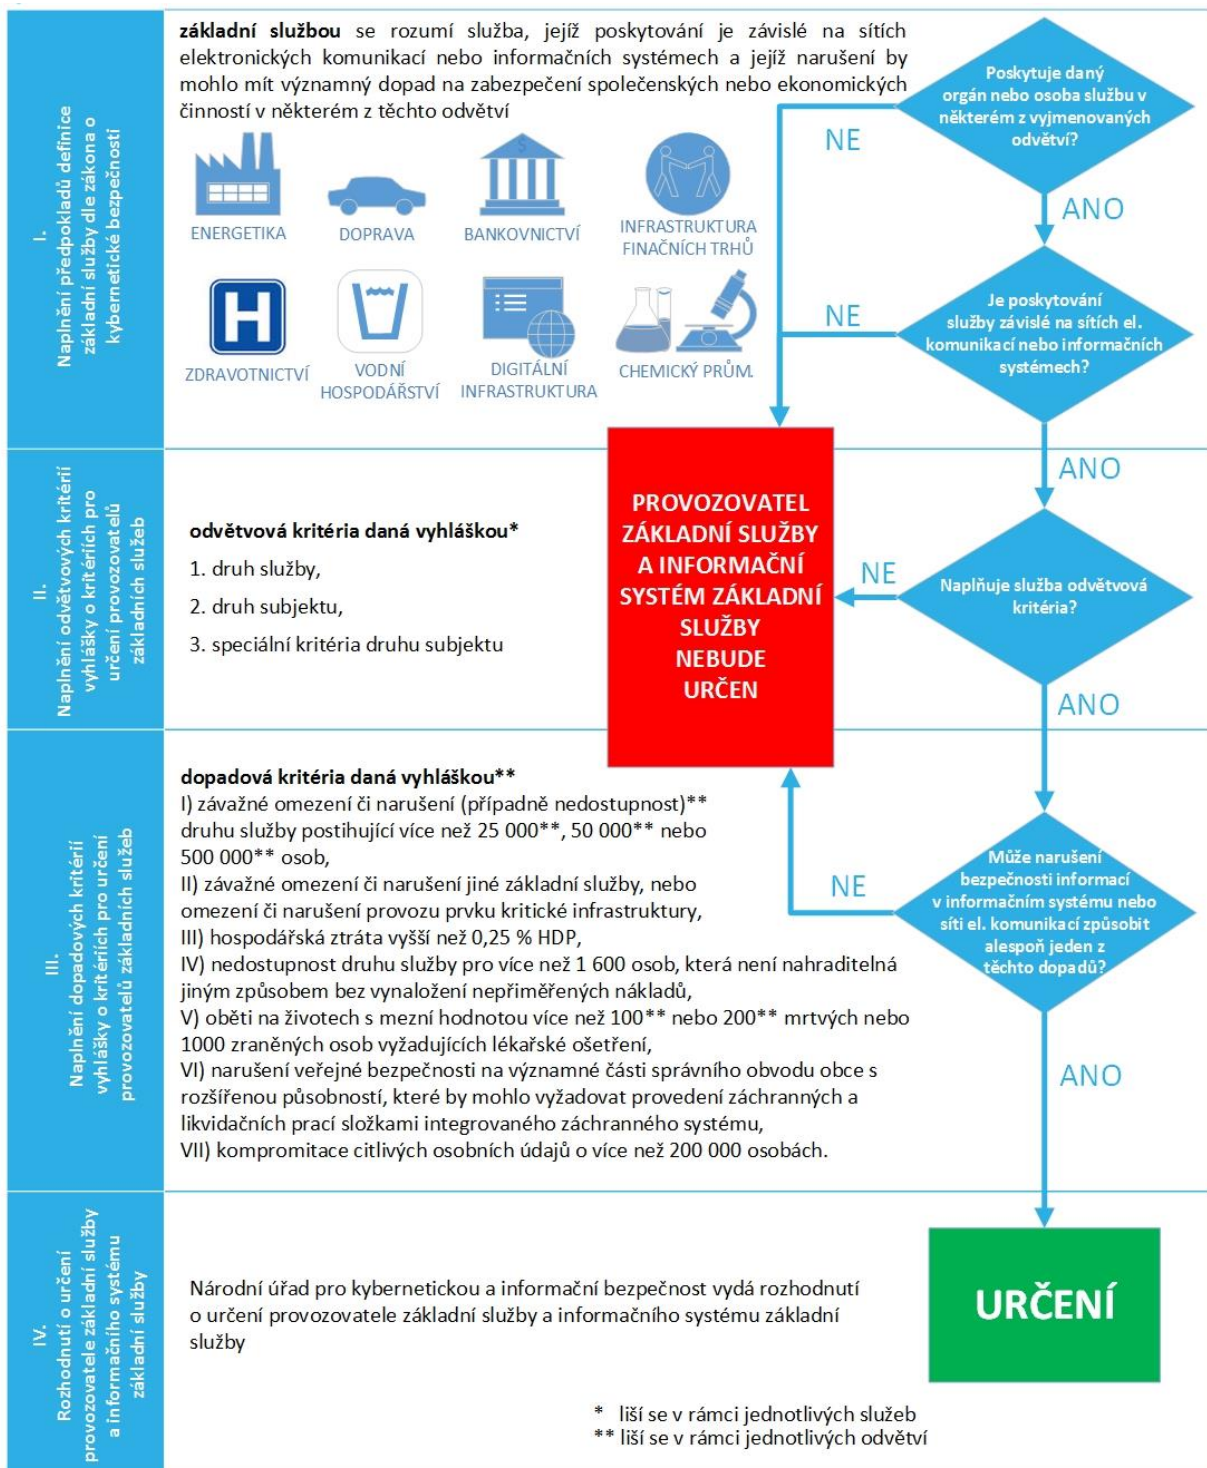 I.
Naplnění předpokladů definice
základní služby dle zákona o
kybernetické bezpečnosti
základní službou se rozumí služba, jejíž poskytování je závislé na sítích
elektronických komunikací nebo informačních systémech a jejíž narušení by
mohlo mít významný dopad na zabezpečení společenských nebo ekonomických
činností v některém z těchto odvětví
ENERGETIKA
DOPRAVA
BANKOVNICTVÍ
INFRASTRUKTURA
FINAČNÍCH TRHŮ
H
ZDRAVOTNICTVÍ
VODNÍ
HOSPODÁŘSTVÍ
DIGITÁLNÍ
INFRASTRUKTURA
CHEMICKÝ PRŮM.
Poskytuje daný
orgán nebo osoba službu v
některém z vyjmenovaných
odvětví?
NE
ANO
Je poskytování
služby závislé na sítích el.
komunikací nebo informačních
systémech?
NE
ANO
II.
Naplnění odvětvových kritérií
vyhlášky o kritériích pro
určení provozovatelů
základních služeb
odvětvová kritéria daná vyhláškou*
1. druh služby,
2. druh subjektu,
3. speciální kritéria druhu subjektu
PROVOZOVATEL
ZÁKLADNÍ SLUŽBY
A INFORMAČNÍ
SYSTÉM ZÁKLADNÍ
SLUŽBY
NEBUDE
URČEN
NE
Naplňuje služba odvětvová
kritéria?
ANO
III.
Naplnění dopadových kritérií
vyhlášky o kritériích pro určení
provozovatelů základních služeb
dopadová kritéria daná vyhláškou**
I) závažné omezení či narušení (případně nedostupnost)**
druhu služby postihující více než 25 000**, 50 000** nebo
500 000** osob,
II) závažné omezení či narušení jiné základní služby, nebo
omezení či narušení provozu prvku kritické infrastruktury,
III) hospodářská ztráta vyšší než 0,25 % HDP,
IV) nedostupnost druhu služby pro více než 1 600 osob, která není nahraditelná
jiným způsobem bez vynaložení nepřiměřených nákladů,
V) oběti na životech s mezní hodnotou více než 100** nebo 200** mrtvých nebo
1000 zraněných osob vyžadujících lékařské ošetření,
VI) narušení veřejné bezpečnosti na významné části správního obvodu obce s
rozšířenou působností, které by mohlo vyžadovat provedení záchranných a
likvidačních prací složkami integrovaného záchranného systému,
VII) kompromitace citlivých osobních údajů o více než 200 000 osobách.
NE
Může narušení
bezpečnosti informací
v informačním systému nebo
síti el. komunikací způsobit
alespoň jeden z
těchto dopadů?
ANO
IV.
Rozhodnutí o určení
provozovatele základní služby
a informačního systému
základní služby
Národní úřad pro kybernetickou a informační bezpečnost vydá rozhodnutí
o určení provozovatele základní služby a informačního systému základní
služby
URČENÍ
* liší se v rámci jednotlivých služeb
** liší se v rámci jednotlivých odvětví